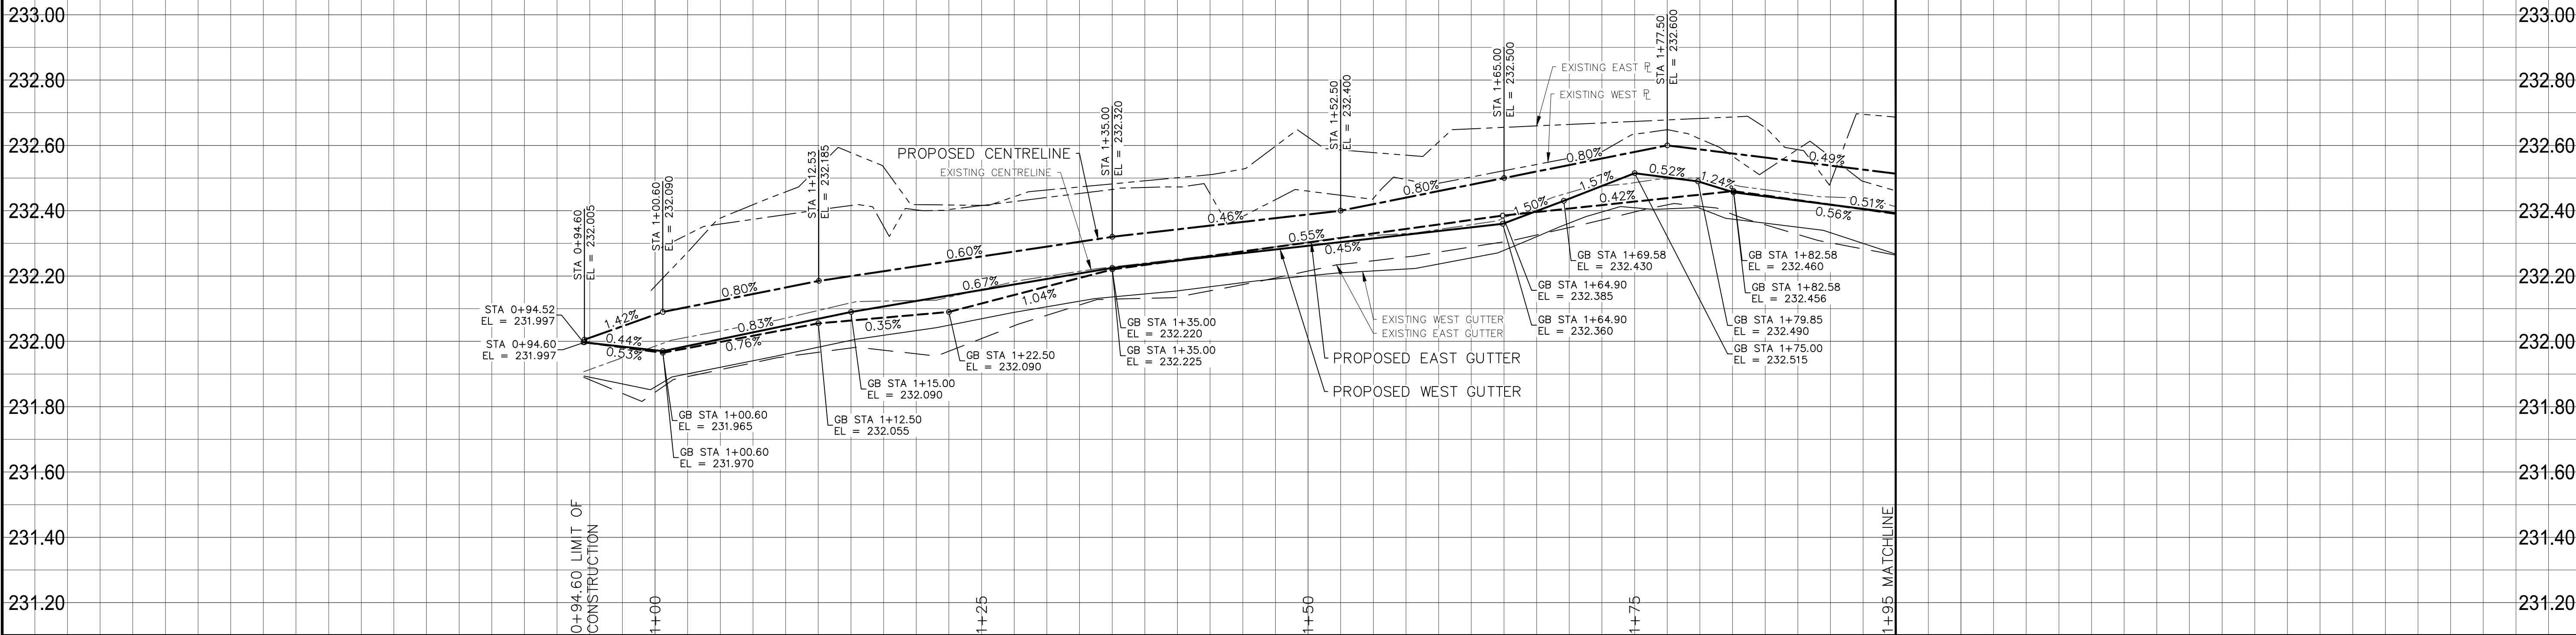 233.00
232.80
232.60
232.40
232.20
232.00
231.80
231.60
231.40
231.20
233.00
232.80
232.60
232.40
232.20
232.00
231.80
231.60
231.40
231.20
STA 0+94.60
EL = 232.005
STA 1+00.60
EL = 232.090
STA 1+12.53
EL = 232.185
STA 1+35.00
EL = 232.320
STA 1+52.50
EL = 232.400
STA 1+65.00
EL = 232.500
STA 1+77.50
EL = 232.600
EXISTING EAST ℄
EXISTING WEST ℄
PROPOSED CENTRELINE
EXISTING CENTRELINE
1.42%
0.80%
0.60%
0.46%
0.80%
0.80%
0.49%
0.44%
0.53%
0.83%
0.76%
0.67%
0.35%
1.04%
0.55%
0.45%
1.50%
1.57%
0.42%
0.52%
1.24%
0.51%
0.56%
STA 0+94.52
EL = 231.997
STA 0+94.60
EL = 231.997
GB STA 1+00.60
EL = 231.965
GB STA 1+00.60
EL = 231.970
GB STA 1+12.50
EL = 232.055
GB STA 1+15.00
EL = 232.090
GB STA 1+22.50
EL = 232.090
GB STA 1+35.00
EL = 232.220
GB STA 1+35.00
EL = 232.225
EXISTING WEST GUTTER
EXISTING EAST GUTTER
PROPOSED EAST GUTTER
PROPOSED WEST GUTTER
GB STA 1+64.90
EL = 232.385
GB STA 1+64.90
EL = 232.360
GB STA 1+69.58
EL = 232.430
GB STA 1+82.58
EL = 232.460
GB STA 1+82.58
EL = 232.456
GB STA 1+79.85
EL = 232.490
GB STA 1+75.00
EL = 232.515
0+94.60 LIMIT OF
CONSTRUCTION
1+00
1+25
1+50
1+75
1+95 MATCHLINE